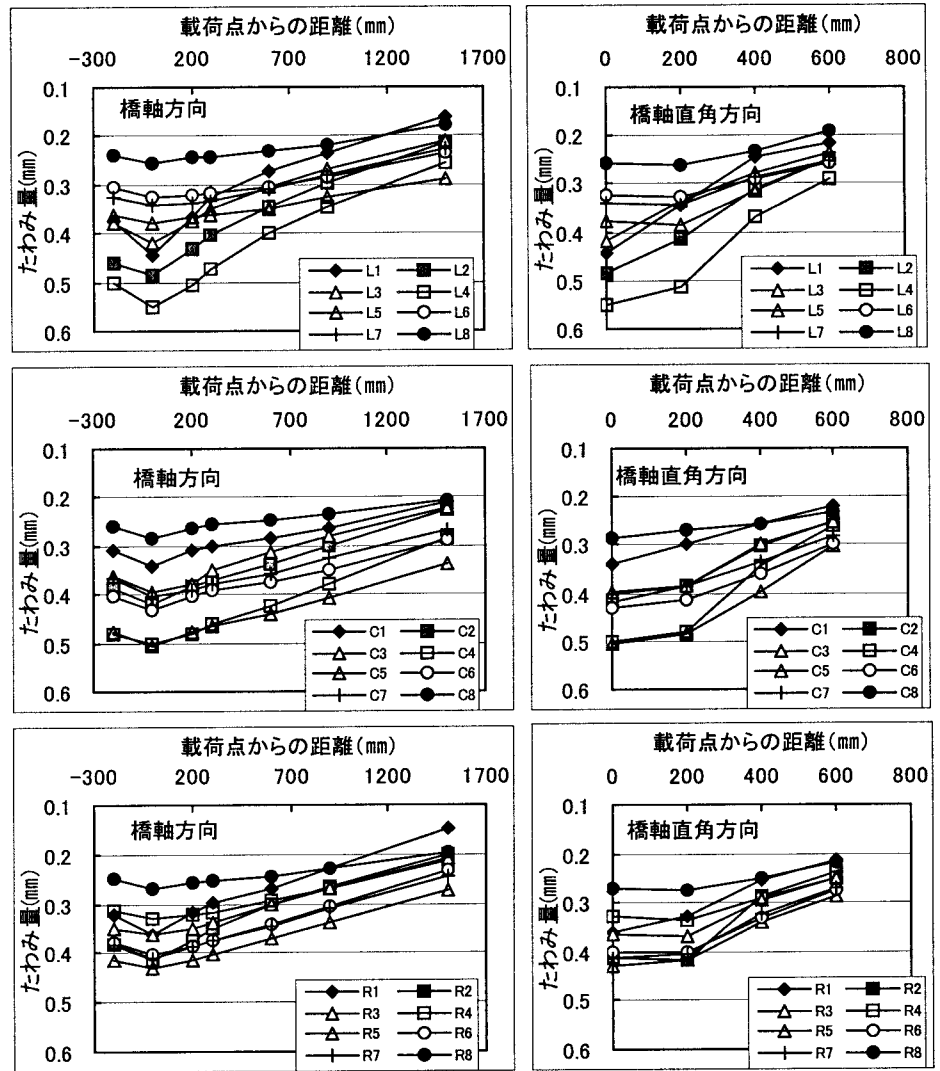 載荷点からの距離(mm)
-300 200 700 1200 1700
0.1
0.2
0.3
0.4
0.5
0.6
たわみ量(mm)
橋軸方向
L1 L2
L3 L4
L5 L6
L7 L8
載荷点からの距離(mm)
0 200 400 600 800
0.1
0.2
0.3
0.4
0.5
0.6
たわみ量(mm)
橋軸直角方向
L1 L2
L3 L4
L5 L6
L7 L8
載荷点からの距離(mm)
-300 200 700 1200 1700
0.1
0.2
0.3
0.4
0.5
0.6
たわみ量(mm)
橋軸方向
C1 C2
C3 C4
C5 C6
C7 C8
載荷点からの距離(mm)
0 200 400 600 800
0.1
0.2
0.3
0.4
0.5
0.6
たわみ量(mm)
橋軸直角方向
C1 C2
C3 C4
C5 C6
C7 C8
載荷点からの距離(mm)
-300 200 700 1200 1700
0.1
0.2
0.3
0.4
0.5
0.6
たわみ量(mm)
橋軸方向
R1 R2
R3 R4
R5 R6
R7 R8
載荷点からの距離(mm)
0 200 400 600 800
0.1
0.2
0.3
0.4
0.5
0.6
たわみ量(mm)
橋軸直角方向
R1 R2
R3 R4
R5 R6
R7 R8